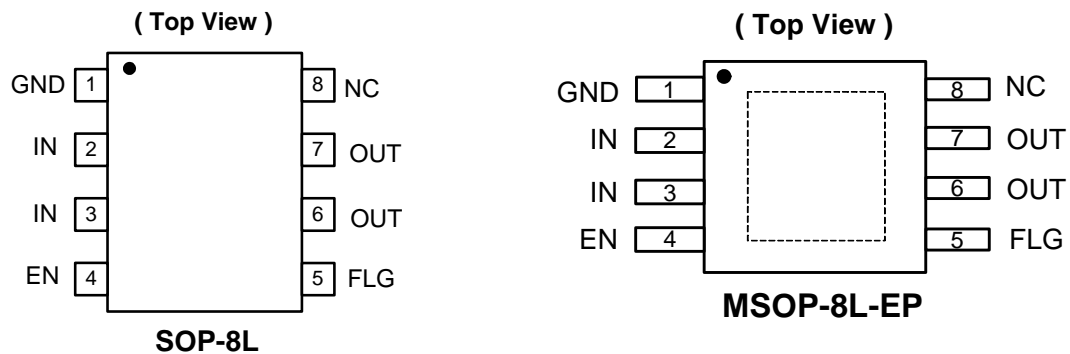 ( Top View )
GND 1 8 NC
IN 2 7 OUT
IN 3 6 OUT
EN 4 5 FLG
SOP-8L
( Top View )
GND 1 8 NC
IN 2 7 OUT
IN 3 6 OUT
EN 4 5 FLG
MSOP-8L-EP